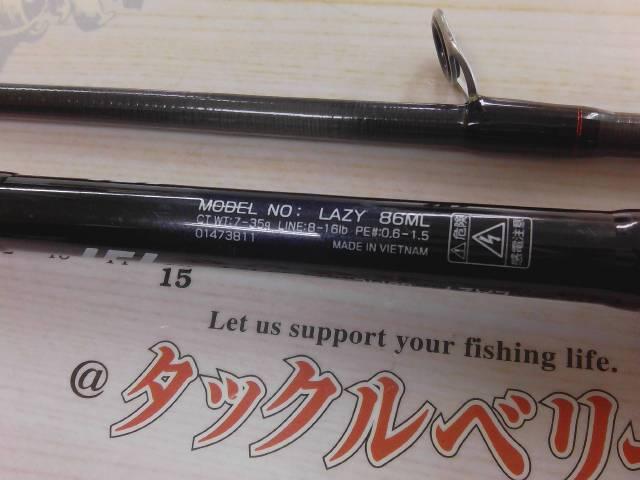 MODEL NO: LAZY 86ML
CT WT:7-35g LINE:8-16lb PE#:0.6-1.5
01473811
MADE IN VIETNAM
⚠危険
感電注意
15
Let us support your fishing life.
@タックルベリー